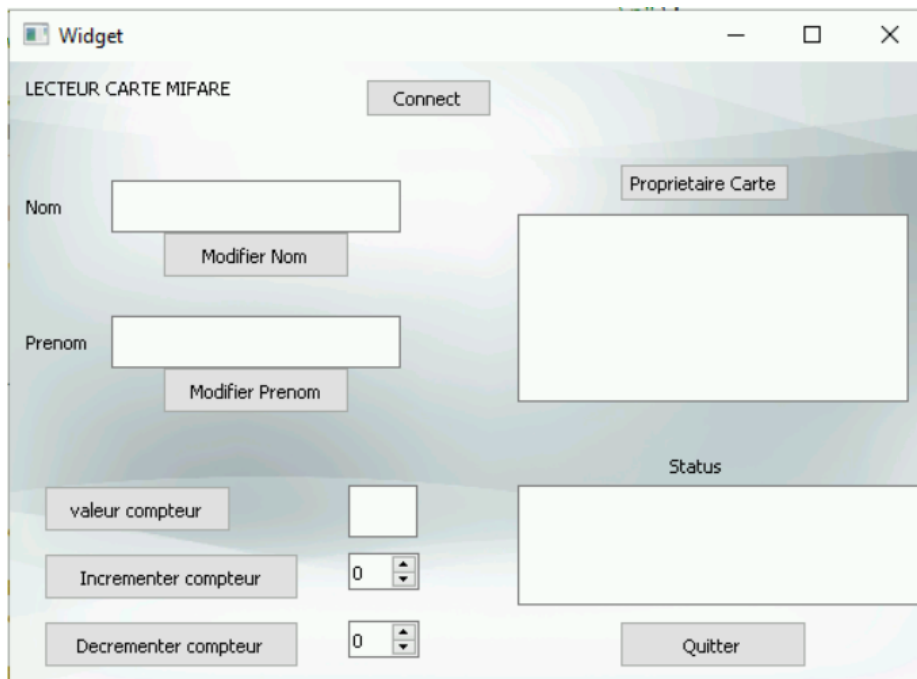 Widget
LECTEUR CARTE MIFARE
Connect
Proprietaire Carte
Nom
Modifier Nom
Prenom
Modifier Prenom
Status
valeur compteur
Incrementer compteur
0
Decrementer compteur
0
Quitter